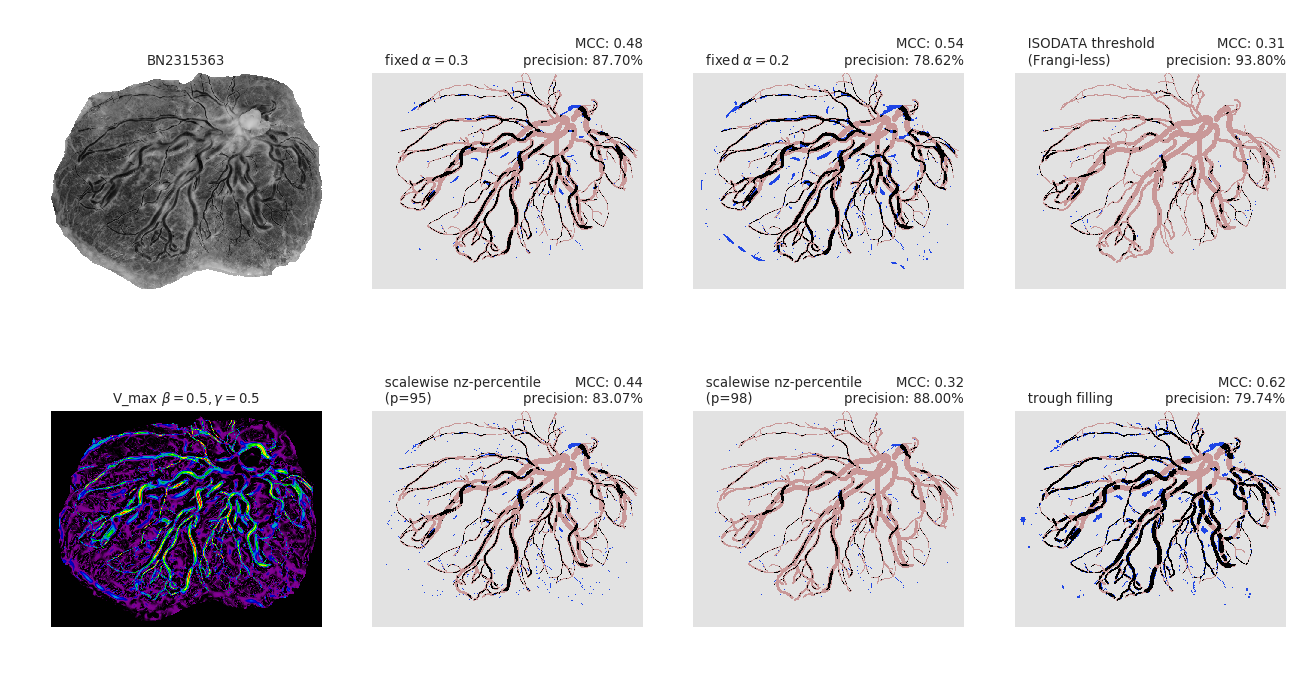 BN2315363
MCC: 0.48
fixed α = 0.3 precision: 87.70%
MCC: 0.54
fixed α = 0.2 precision: 78.62%
ISODATA threshold MCC: 0.31
(Frangi-less) precision: 93.80%
V_max β = 0.5, γ = 0.5
scalewise nz-percentile MCC: 0.44
(p=95) precision: 83.07%
scalewise nz-percentile MCC: 0.32
(p=98) precision: 88.00%
MCC: 0.62
trough filling precision: 79.74%